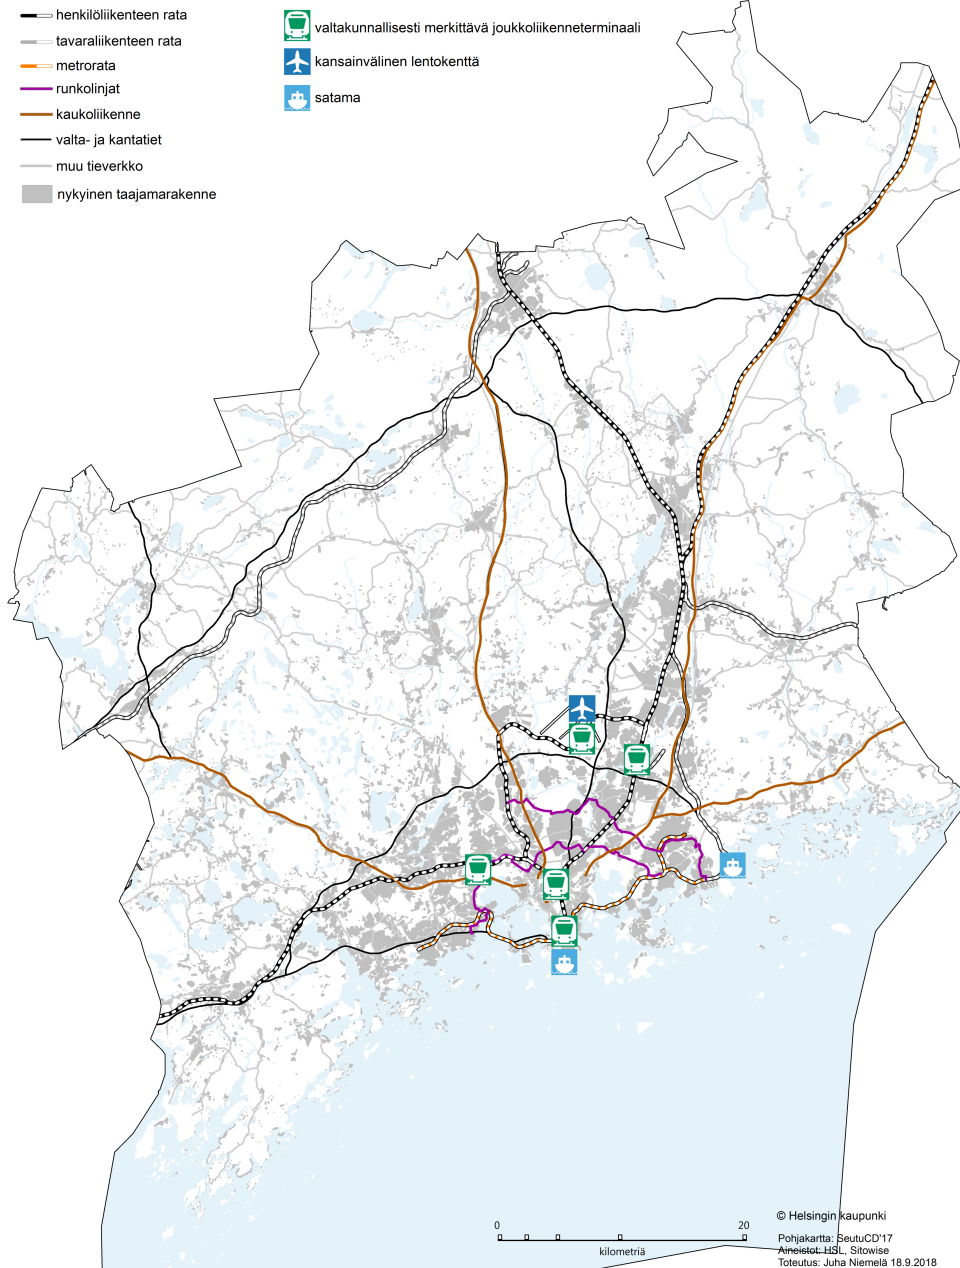 henkilöliikenteen rata
tavaraliikenteen rata
metrorata
runkolinjat
kaukoliikenne
valta- ja kantatiet
muu tieverkko
nykyinen taajamarakenne
valtakunnallisesti merkittävä joukkoliikenneterminaali
kansainvälinen lentokenttä
satama
0 20
kilometriä
© Helsingin kaupunki
Pohjakartta: SeutuCD'17
Aineistot: HSL, Sitowise
Toteutus: Juha Niemelä 18.9.2018